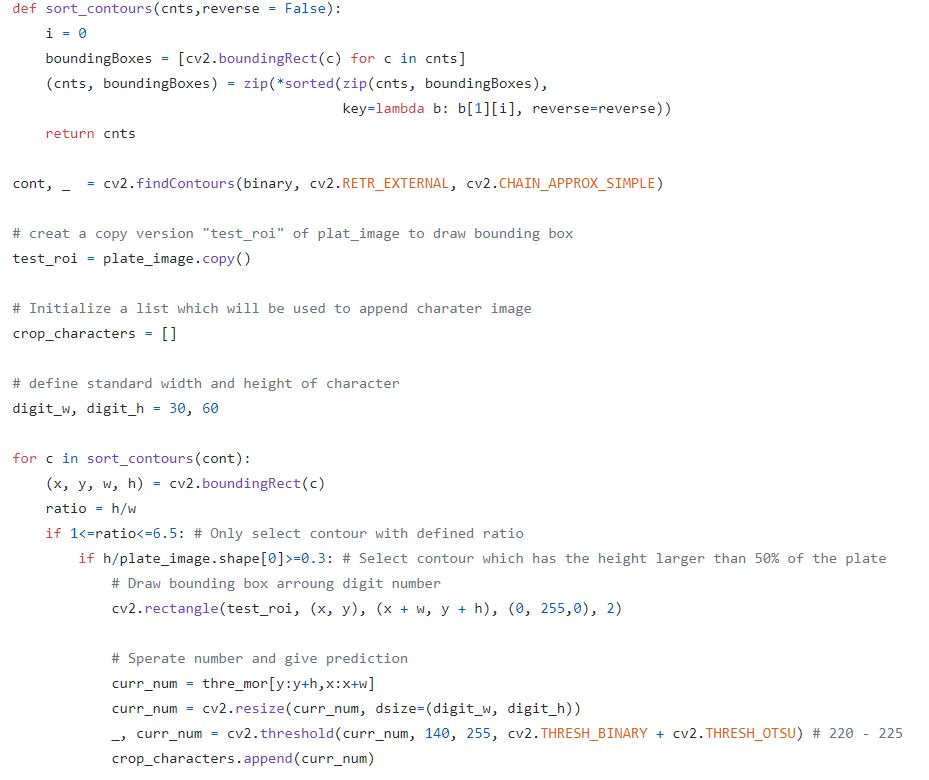 def sort_contours(cnts,reverse = False):
    i = 0
    boundingBoxes = [cv2.boundingRect(c) for c in cnts]
    (cnts, boundingBoxes) = zip(*sorted(zip(cnts, boundingBoxes),
                                        key=lambda b: b[1][i], reverse=reverse))
    return cnts

cont, _  = cv2.findContours(binary, cv2.RETR_EXTERNAL, cv2.CHAIN_APPROX_SIMPLE)

# creat a copy version "test_roi" of plat_image to draw bounding box
test_roi = plate_image.copy()

# Initialize a list which will be used to append charater image
crop_characters = []

# define standard width and height of character
digit_w, digit_h = 30, 60

for c in sort_contours(cont):
    (x, y, w, h) = cv2.boundingRect(c)
    ratio = h/w
    if 1<=ratio<=6.5: # Only select contour with defined ratio
        if h/plate_image.shape[0]>=0.3: # Select contour which has the height larger than 50% of the plate
            # Draw bounding box arroung digit number
            cv2.rectangle(test_roi, (x, y), (x + w, y + h), (0, 255,0), 2)

            # Sperate number and give prediction
            curr_num = thre_mor[y:y+h,x:x+w]
            curr_num = cv2.resize(curr_num, dsize=(digit_w, digit_h))
            _, curr_num = cv2.threshold(curr_num, 140, 255, cv2.THRESH_BINARY + cv2.THRESH_OTSU) # 220 - 225
            crop_characters.append(curr_num)